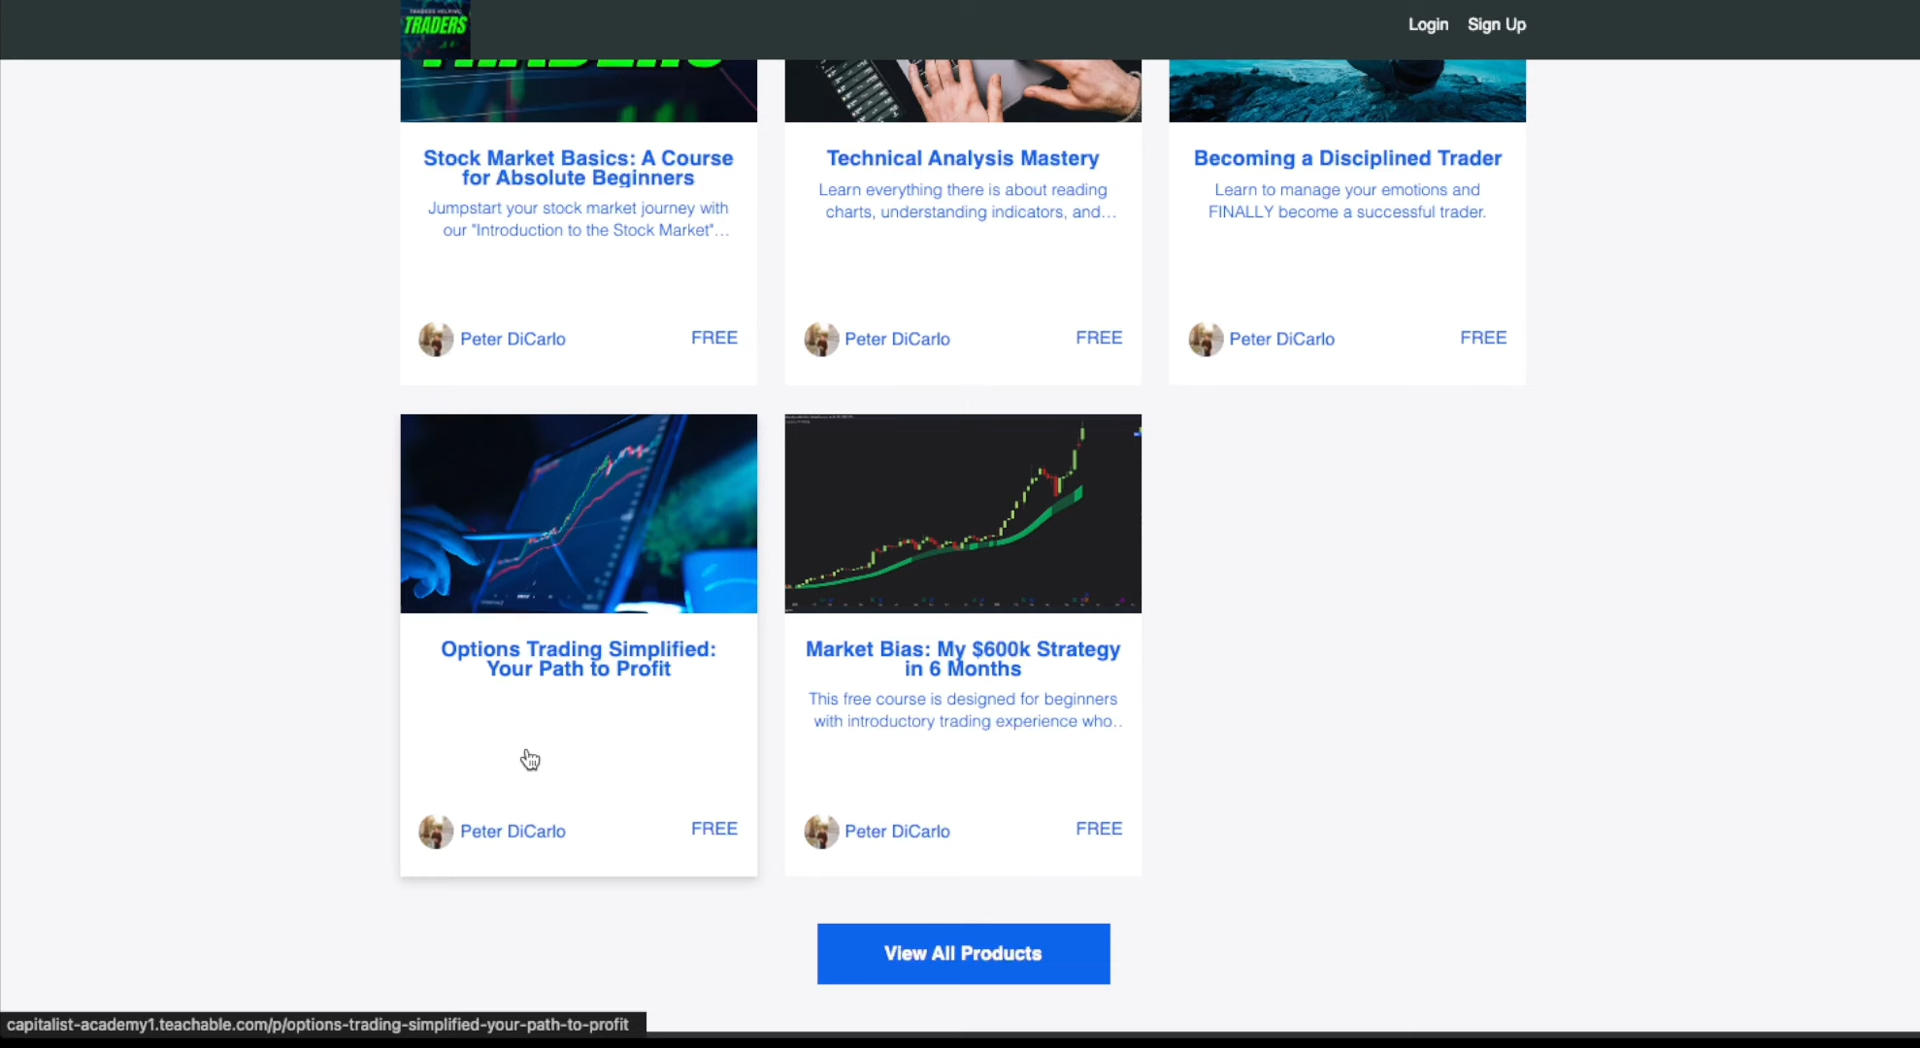 TRADERS HELPING
TRADERS
Login
Sign Up
TRADERS
Stock Market Basics: A Course
for Absolute Beginners
Jumpstart your stock market journey with
our "Introduction to the Stock Market"...
Peter DiCarlo
FREE
Technical Analysis Mastery
Learn everything there is about reading
charts, understanding indicators, and...
Peter DiCarlo
FREE
Becoming a Disciplined Trader
Learn to manage your emotions and
FINALLY become a successful trader.
Peter DiCarlo
FREE
Options Trading Simplified:
Your Path to Profit
Peter DiCarlo
FREE
Market Bias: My $600k Strategy
in 6 Months
This free course is designed for beginners
with introductory trading experience who..
Peter DiCarlo
FREE
View All Products
capitalist-academy1.teachable.com/p/options-trading-simplified-your-path-to-profit